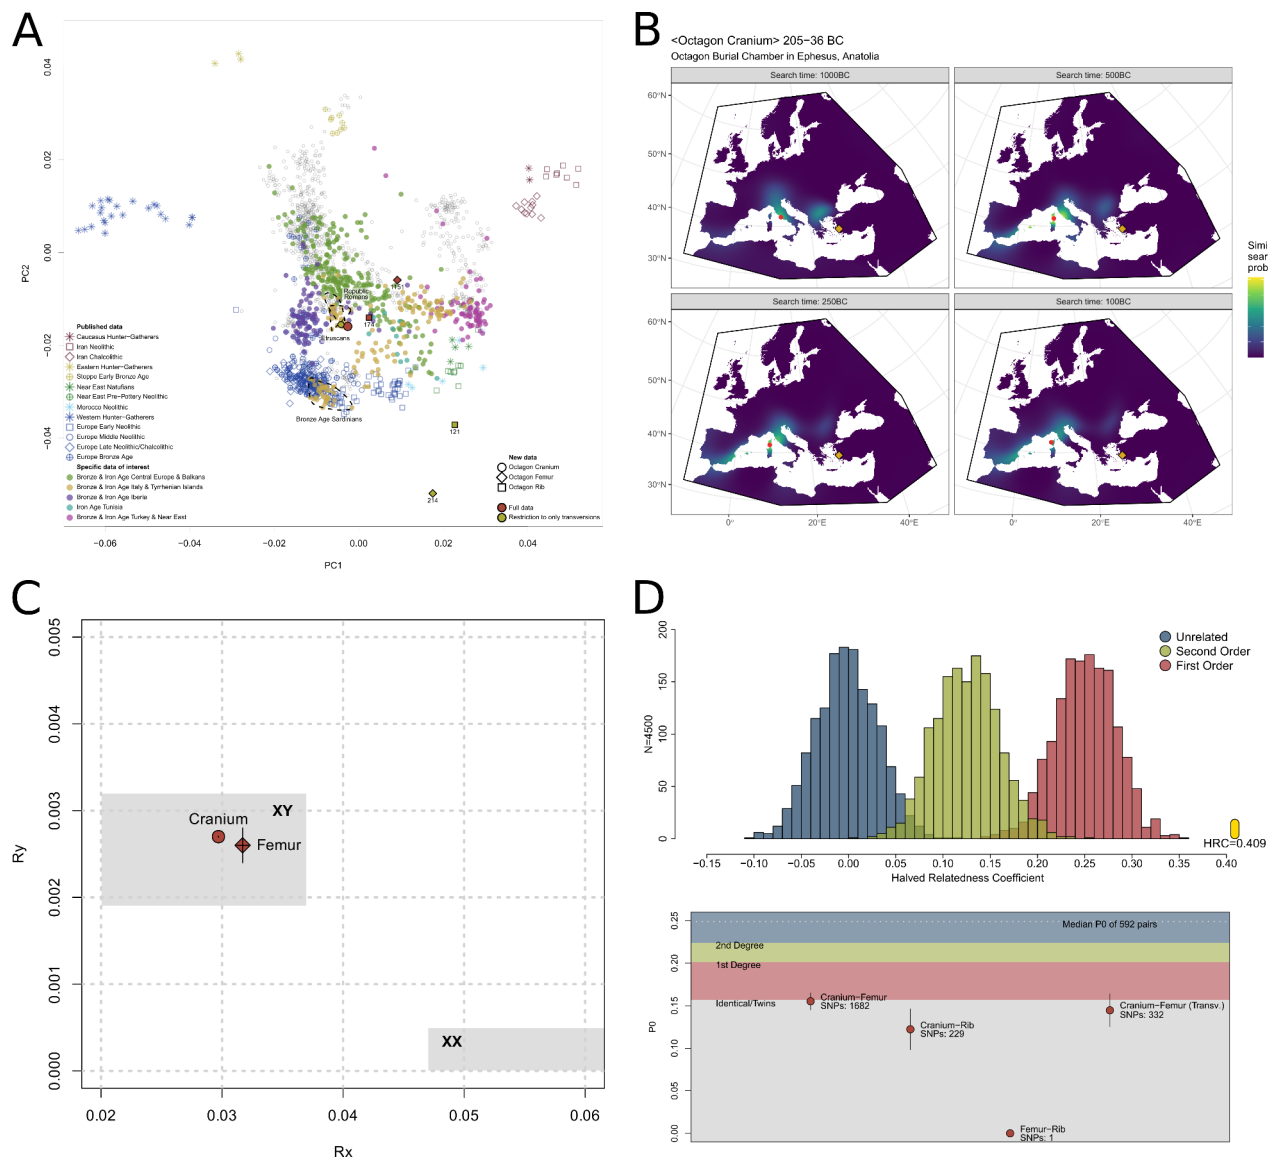 A
0.04
0.02
0.00
−0.02
−0.04
PC2
Republic
Romans
1151
174
Etruscans
Bronze Age Sardinians
121
214
Published data
Caucasus Hunter−Gatherers
Iran Neolithic
Iran Chalcolithic
Eastern Hunter−Gatherers
Steppe Early Bronze Age
Near East Natufians
Near East Pre−Pottery Neolithic
Morocco Neolithic
Western Hunter−Gatherers
Europe Early Neolithic
Europe Middle Neolithic
Europe Late Neolithic/Chalcolithic
Europe Bronze Age
Specific data of interest
Bronze & Iron Age Central Europe & Balkans
Bronze & Iron Age Italy & Tyrrhenian Islands
Bronze & Iron Age Iberia
Iron Age Tunisia
Bronze & Iron Age Turkey & Near East
New data
Octagon Cranium
Octagon Femur
Octagon Rib
Full data
Restriction to only transversions
−0.06
−0.04
−0.02
0.00
0.02
0.04
PC1
B
<Octagon Cranium> 205−36 BC
Octagon Burial Chamber in Ephesus, Anatolia
Search time: 1000BC
Search time: 500BC
60°N
50°N
40°N
30°N
Search time: 250BC
Search time: 100BC
60°N
50°N
40°N
30°N
0°
20°E
40°E
0°
20°E
40°E
Simi
sear
prob
C
0.005
0.004
0.003
0.002
0.001
0.000
Ry
XY
Cranium
Femur
XX
0.02
0.03
0.04
0.05
0.06
Rx
D
200
150
100
50
0
N=4500
Unrelated
Second Order
First Order
HRC=0.409
−0.15
−0.10
−0.05
0.00
0.05
0.10
0.15
0.20
0.25
0.30
0.35
0.40
Halved Relatedness Coefficient
0.25
0.20
0.15
0.10
0.05
0.00
P0
Median P0 of 592 pairs
2nd Degree
1st Degree
Identical/Twins
Cranium−Femur
SNPs: 1682
Cranium−Rib
SNPs: 229
Cranium−Femur (Transv.)
SNPs: 332
Femur−Rib
SNPs: 1